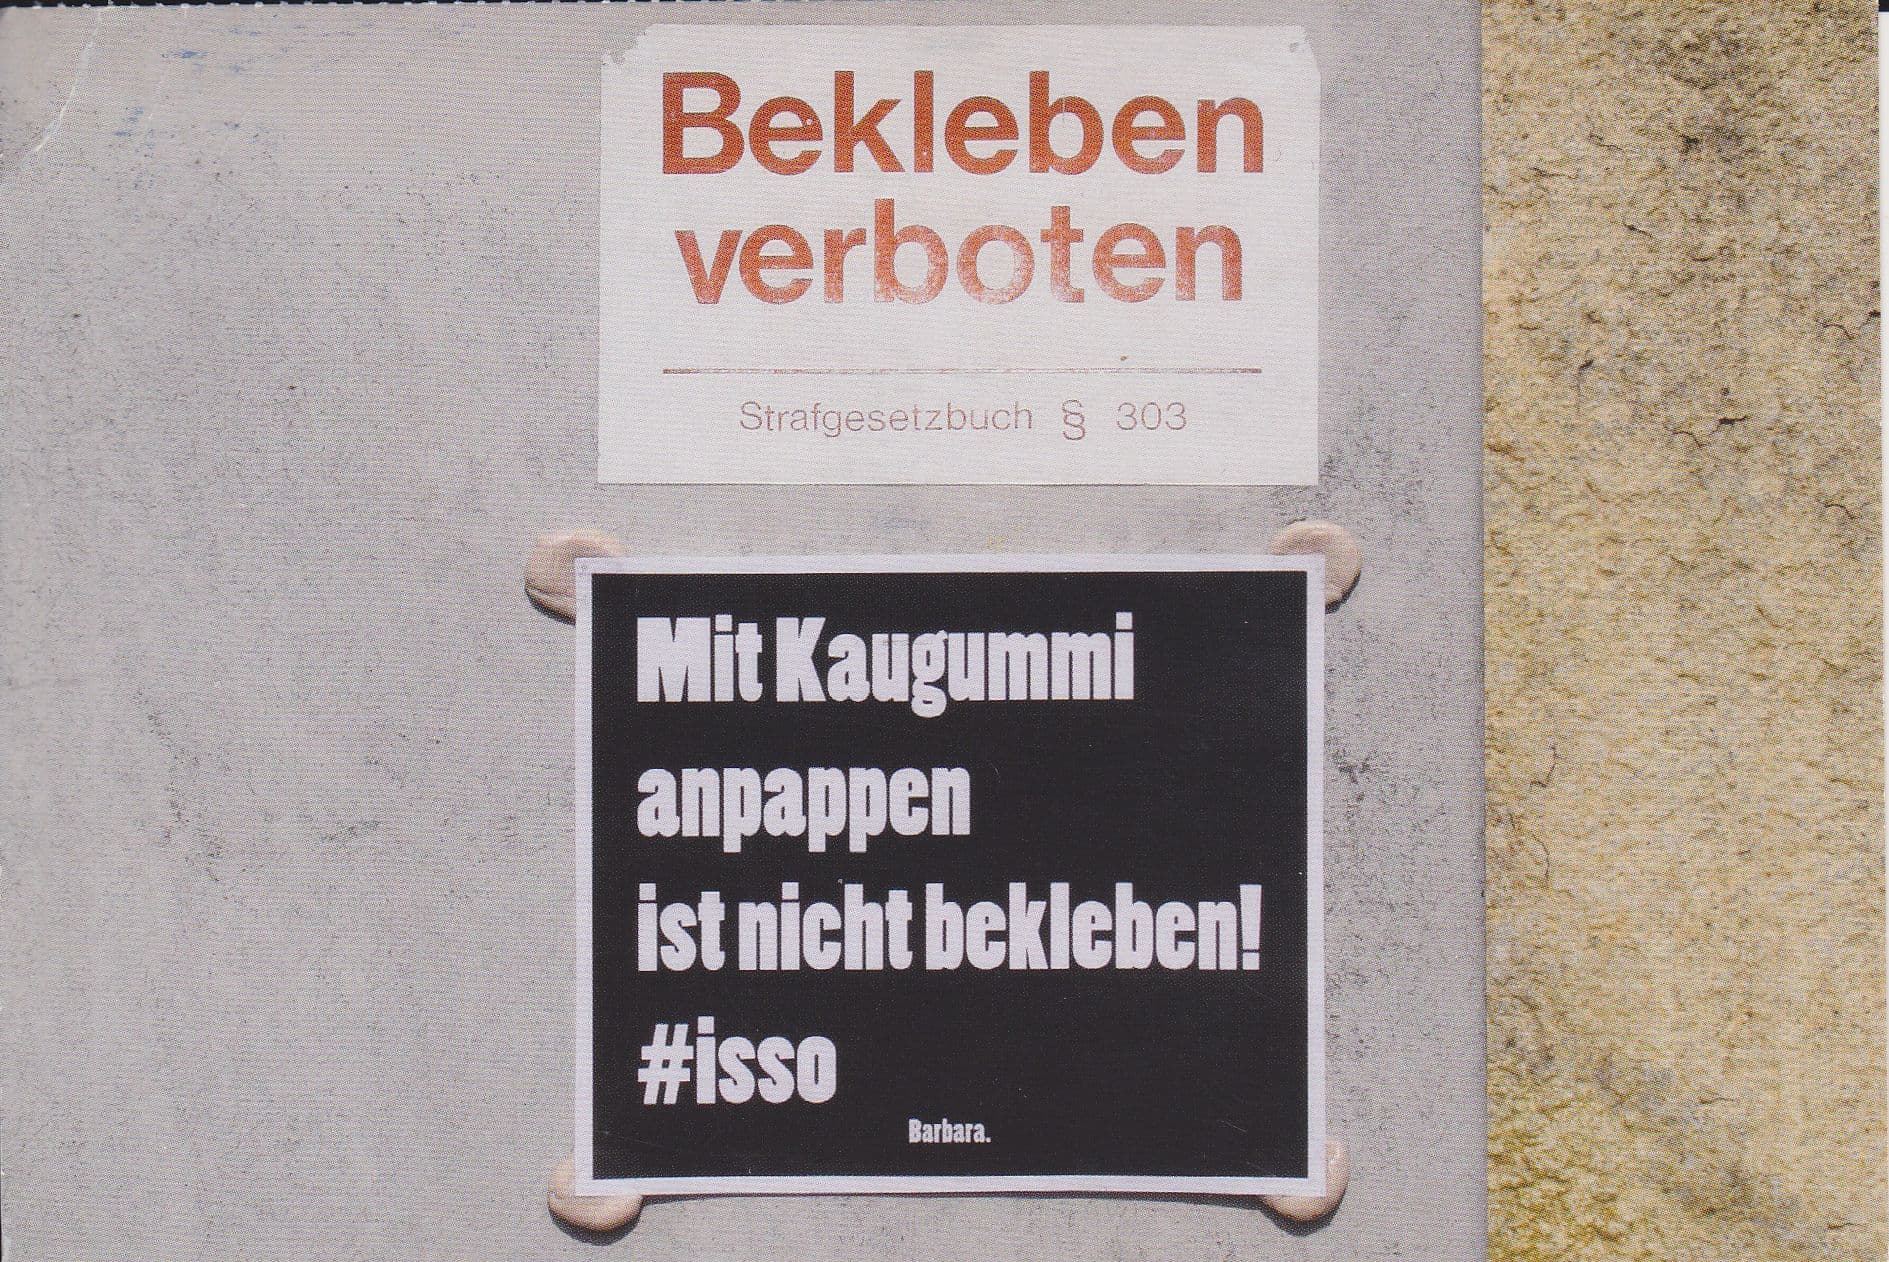 Bekleben
verboten
Strafgesetzbuch § 303
Mit Kaugummi
anpappen
ist nicht bekleben!
#isso
Barbara.